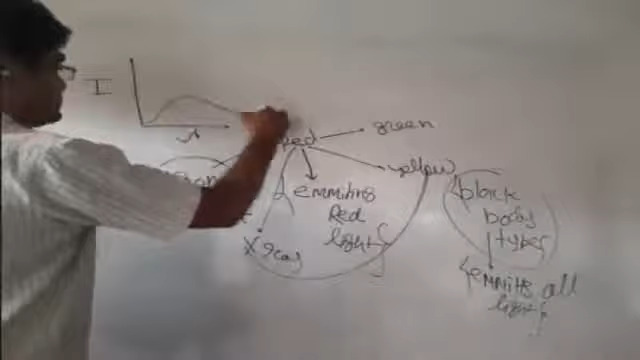 I
Red
green
yellow
emmiting
Red
light
X ray
black
body
types
emmits all
light